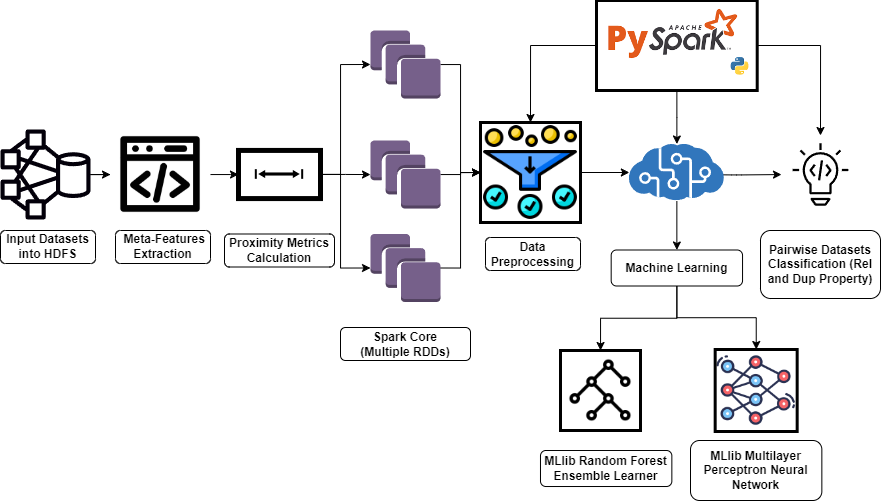 APACHE
PySpark
Input Datasets
into HDFS
Meta-Features
Extraction
Proximity Metrics
Calculation
Spark Core
(Multiple RDDs)
Data
Preprocessing
Machine Learning
Pairwise Datasets
Classification (Rel
and Dup Property)
MLlib Random Forest
Ensemble Learner
MLlib Multilayer
Perceptron Neural
Network